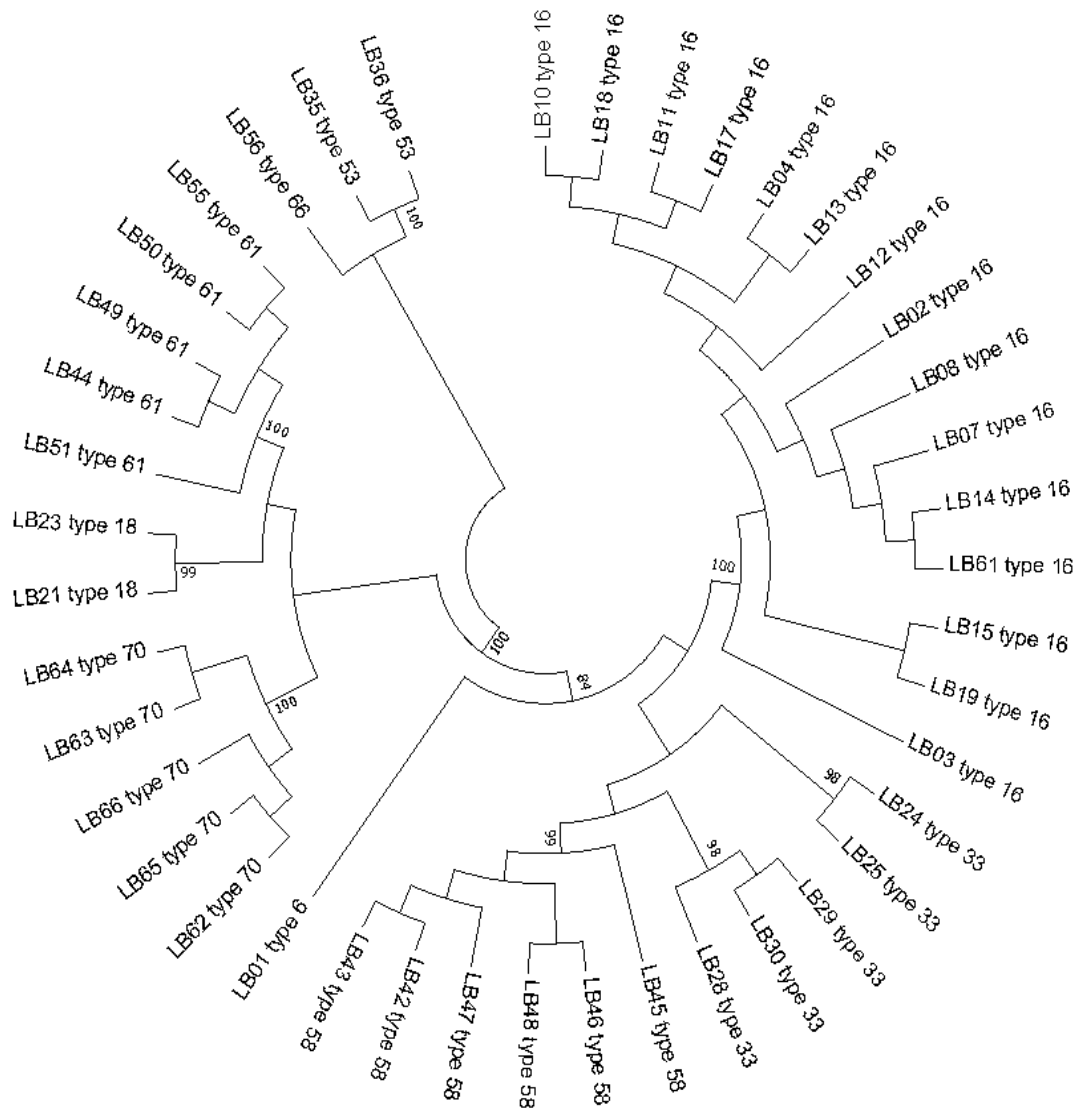 LB10 type 16
LB18 type 16
LB11 type 16
LB17 type 16
LB04 type 16
LB13 type 16
LB12 type 16
LB02 type 16
LB08 type 16
LB07 type 16
LB14 type 16
LB61 type 16
LB15 type 16
LB19 type 16
LB03 type 16
LB24 type 33
LB25 type 33
LB29 type 33
LB30 type 33
LB28 type 33
LB45 type 58
LB46 type 58
LB48 type 58
LB47 type 58
LB42 type 58
LB43 type 58
LB01 type 9
LB62 type 70
LB65 type 70
LB66 type 70
LB63 type 70
LB64 type 70
LB21 type 18
LB23 type 18
LB51 type 61
LB44 type 61
LB49 type 61
LB50 type 61
LB55 type 61
LB56 type 66
LB35 type 53
LB36 type 53
100
100
98
98
99
84
100
100
99
100